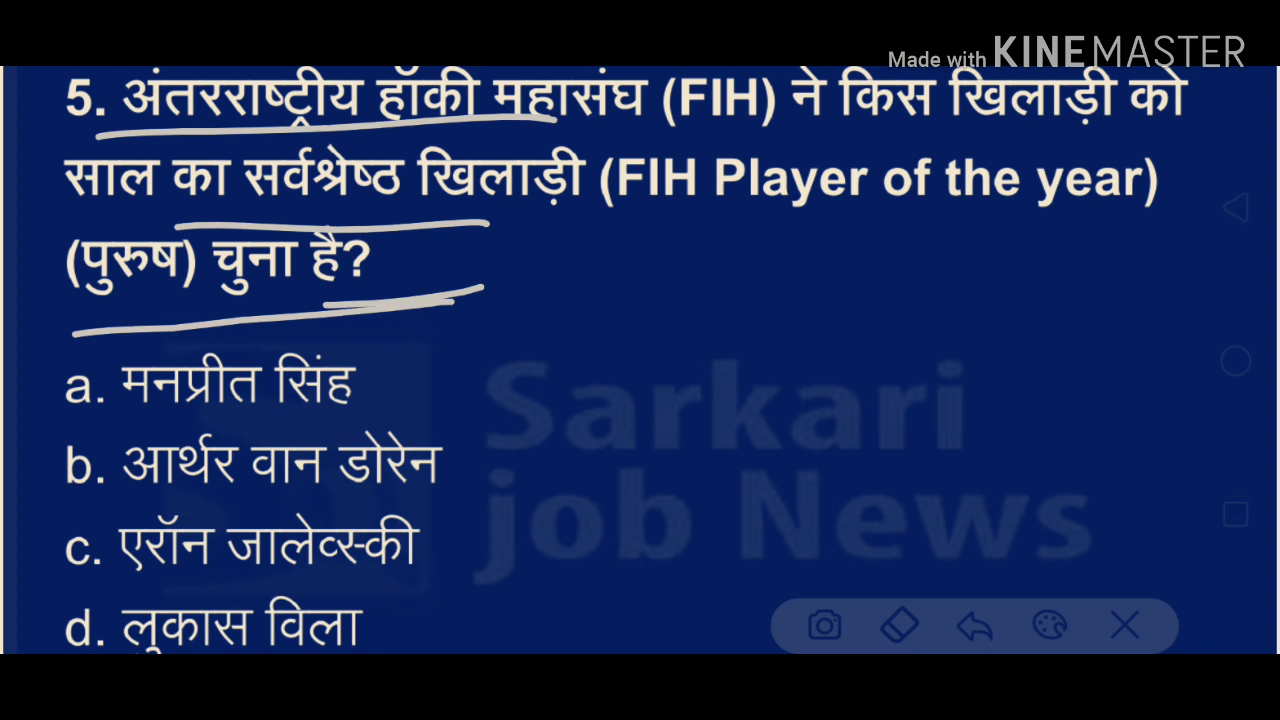 Made with KINEMASTER
5. अंतरराष्ट्रीय हॉकी महासंघ (FIH) ने किस खिलाड़ी को
साल का सर्वश्रेष्ठ खिलाड़ी (FIH Player of the year)
(पुरुष) चुना है?
a. मनप्रीत सिंह
b. आर्थर वान डोरेन
c. एरॉन जालेव्स्की
d. लुकास विला
Sarkari
job News